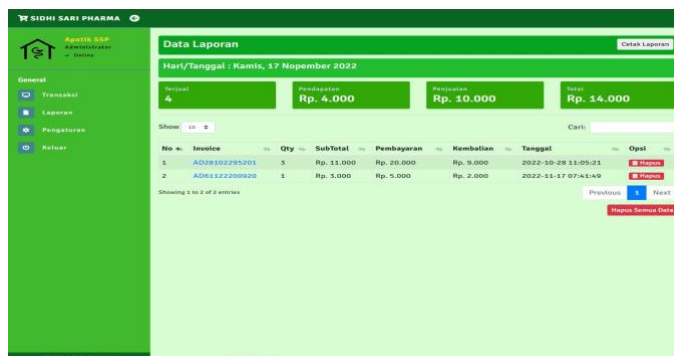 SIDHI SARI PHARMA
Apotik SSP
Administrator
Online
General
Transaksi
Laporan
Pengaturan
Keluar
Data Laporan
Cetak Laporan
Hari/Tanggal : Kamis, 17 Nopember 2022
Terjual
4
Pendapatan
Rp. 4.000
Penjualan
Rp. 10.000
Total
Rp. 14.000
Show 10
Cari:
No Invoice Qty SubTotal Pembayaran Kembalian Tanggal Opsi
1 AD28102295201 3 Rp. 11.000 Rp. 20.000 Rp. 9.000 2022-10-28 11:05:21 Hapus
2 AD61122200920 1 Rp. 3.000 Rp. 5.000 Rp. 2.000 2022-11-17 07:41:49 Hapus
Showing 1 to 2 of 2 entries
Previous 1 Next
Hapus Semua Data